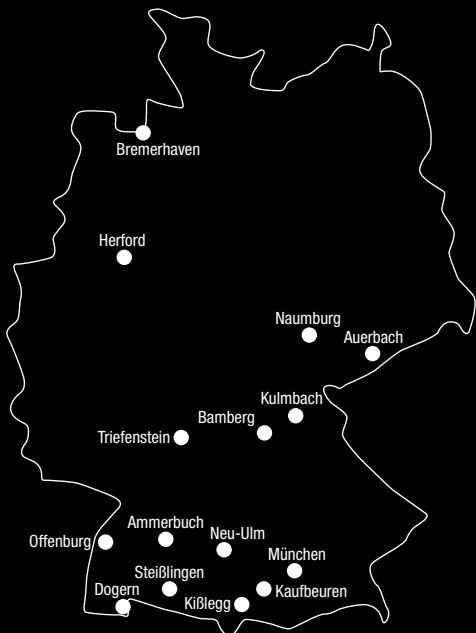 Bremerhaven
Herford
Naumburg
Auerbach
Kulmbach
Bamberg
Triefenstein
Ammerbuch
Offenburg
Neu-Ulm
München
Steißlingen
Dogern
Kaufbeuren
Kißlegg